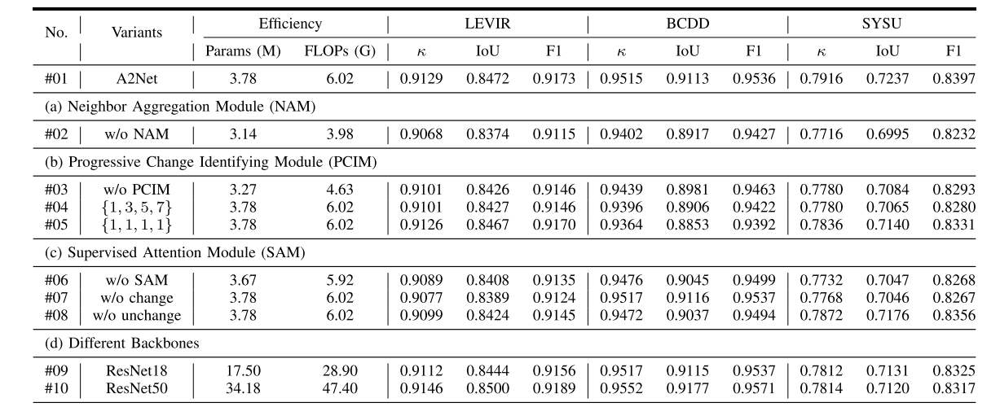 No. Variants Efficiency LEVIR BCDD SYSU
Params (M) FLOPs (G) κ IoU F1 κ IoU F1 κ IoU F1
#01 A2Net 3.78 6.02 0.9129 0.8472 0.9173 0.9515 0.9113 0.9536 0.7916 0.7237 0.8397
(a) Neighbor Aggregation Module (NAM)
#02 w/o NAM 3.14 3.98 0.9068 0.8374 0.9115 0.9402 0.8917 0.9427 0.7716 0.6995 0.8232
(b) Progressive Change Identifying Module (PCIM)
#03 w/o PCIM 3.27 4.63 0.9101 0.8426 0.9146 0.9439 0.8981 0.9463 0.7780 0.7084 0.8293
#04 {1, 3, 5, 7} 3.78 6.02 0.9101 0.8427 0.9146 0.9396 0.8906 0.9422 0.7780 0.7065 0.8280
#05 {1, 1, 1, 1} 3.78 6.02 0.9126 0.8467 0.9170 0.9364 0.8853 0.9392 0.7836 0.7140 0.8331
(c) Supervised Attention Module (SAM)
#06 w/o SAM 3.67 5.92 0.9089 0.8408 0.9135 0.9476 0.9045 0.9499 0.7732 0.7047 0.8268
#07 w/o change 3.78 6.02 0.9077 0.8389 0.9124 0.9517 0.9116 0.9537 0.7768 0.7046 0.8267
#08 w/o unchange 3.78 6.02 0.9099 0.8424 0.9145 0.9472 0.9037 0.9494 0.7872 0.7176 0.8356
(d) Different Backbones
#09 ResNet18 17.50 28.90 0.9112 0.8444 0.9156 0.9517 0.9115 0.9537 0.7812 0.7131 0.8325
#10 ResNet50 34.18 47.40 0.9146 0.8500 0.9189 0.9552 0.9177 0.9571 0.7814 0.7120 0.8317